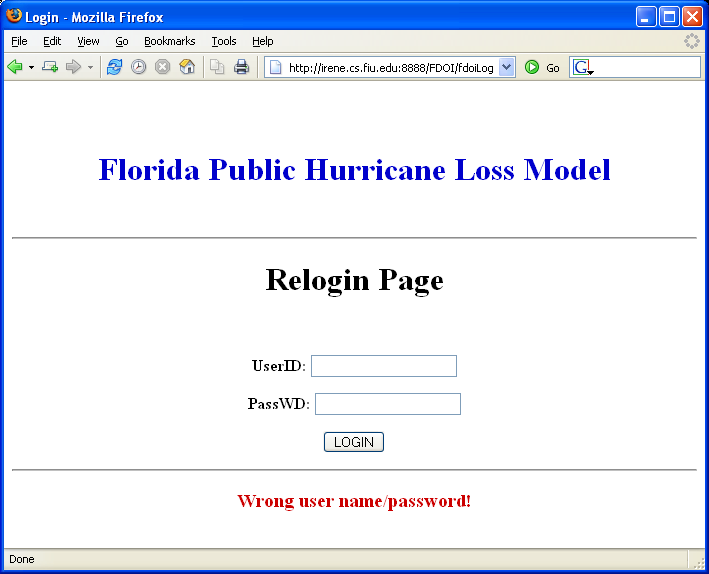 Login - Mozilla Firefox
File Edit View Go Bookmarks Tools Help
http://irene.cs.fiu.edu:8888/FDOI/fdoiLog Go G
Florida Public Hurricane Loss Model
Relogin Page
UserID:
PassWD:
LOGIN
Wrong user name/password!
Done